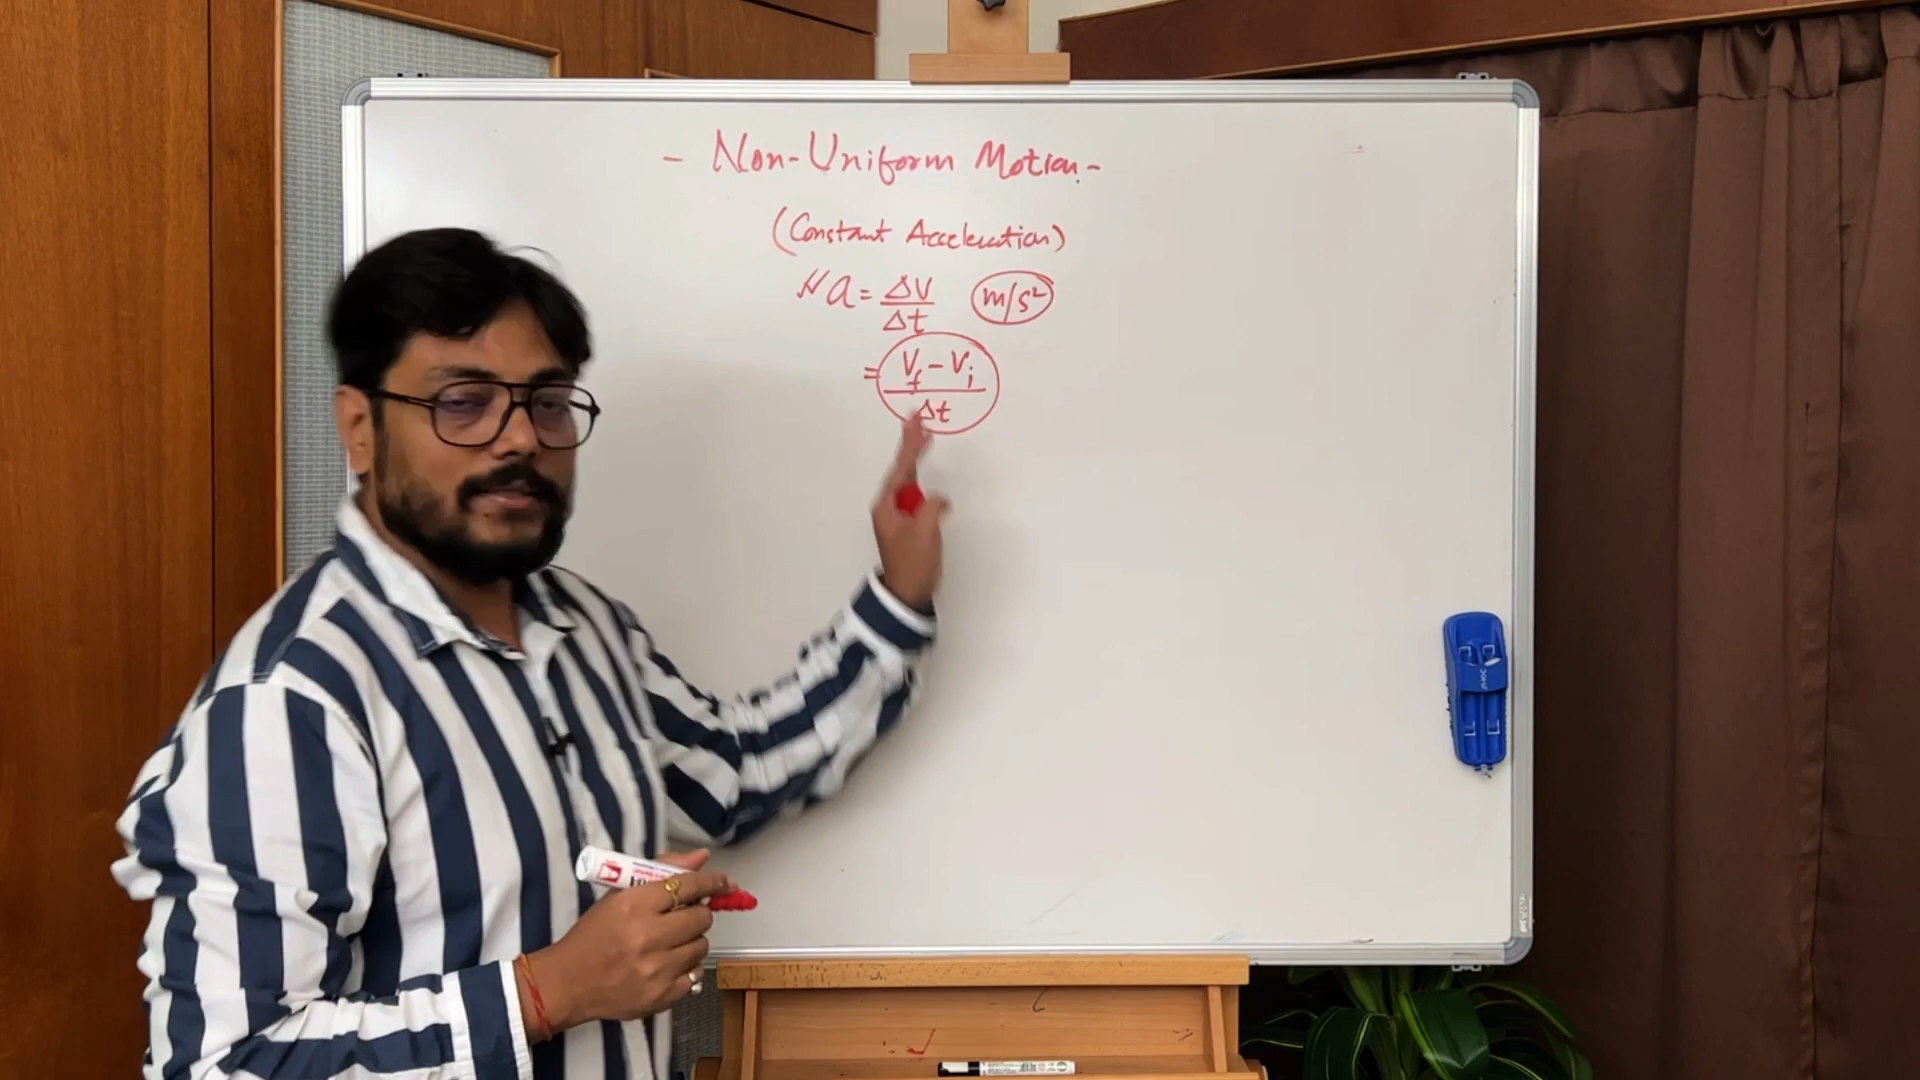 - Non-Uniform Motion -
(Constant Acceleration)
a = ΔV/Δt m/s²
= Vf - Vi/Δt